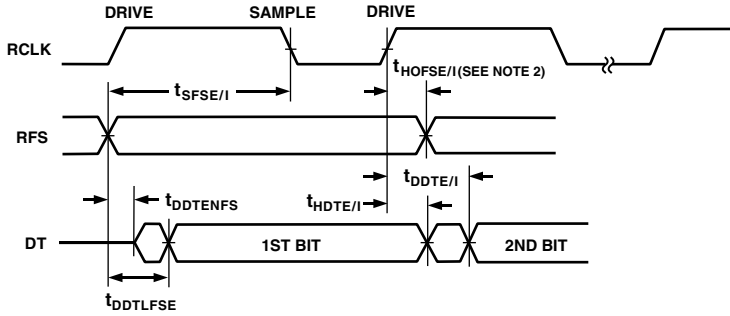 DRIVE SAMPLE DRIVE
RCLK
tHOFSE/I(SEE NOTE 2)
tSFSE/I
RFS
tDDTE/I
tDDTENFS
tHDTE/I
DT 1ST BIT 2ND BIT
tDDTLFSE